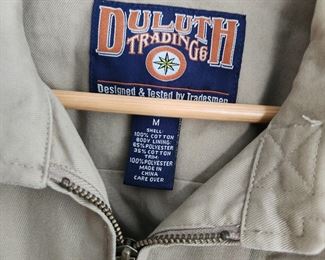 DULUTH
TRADING Co
Designed & Tested by Tradesmen
M
SHELL:
100% COTTON
BODY LINING:
65% POLYESTER
35% COTTON
TRIM:
100% POLYESTER
MADE IN
CHINA
CARE OVER